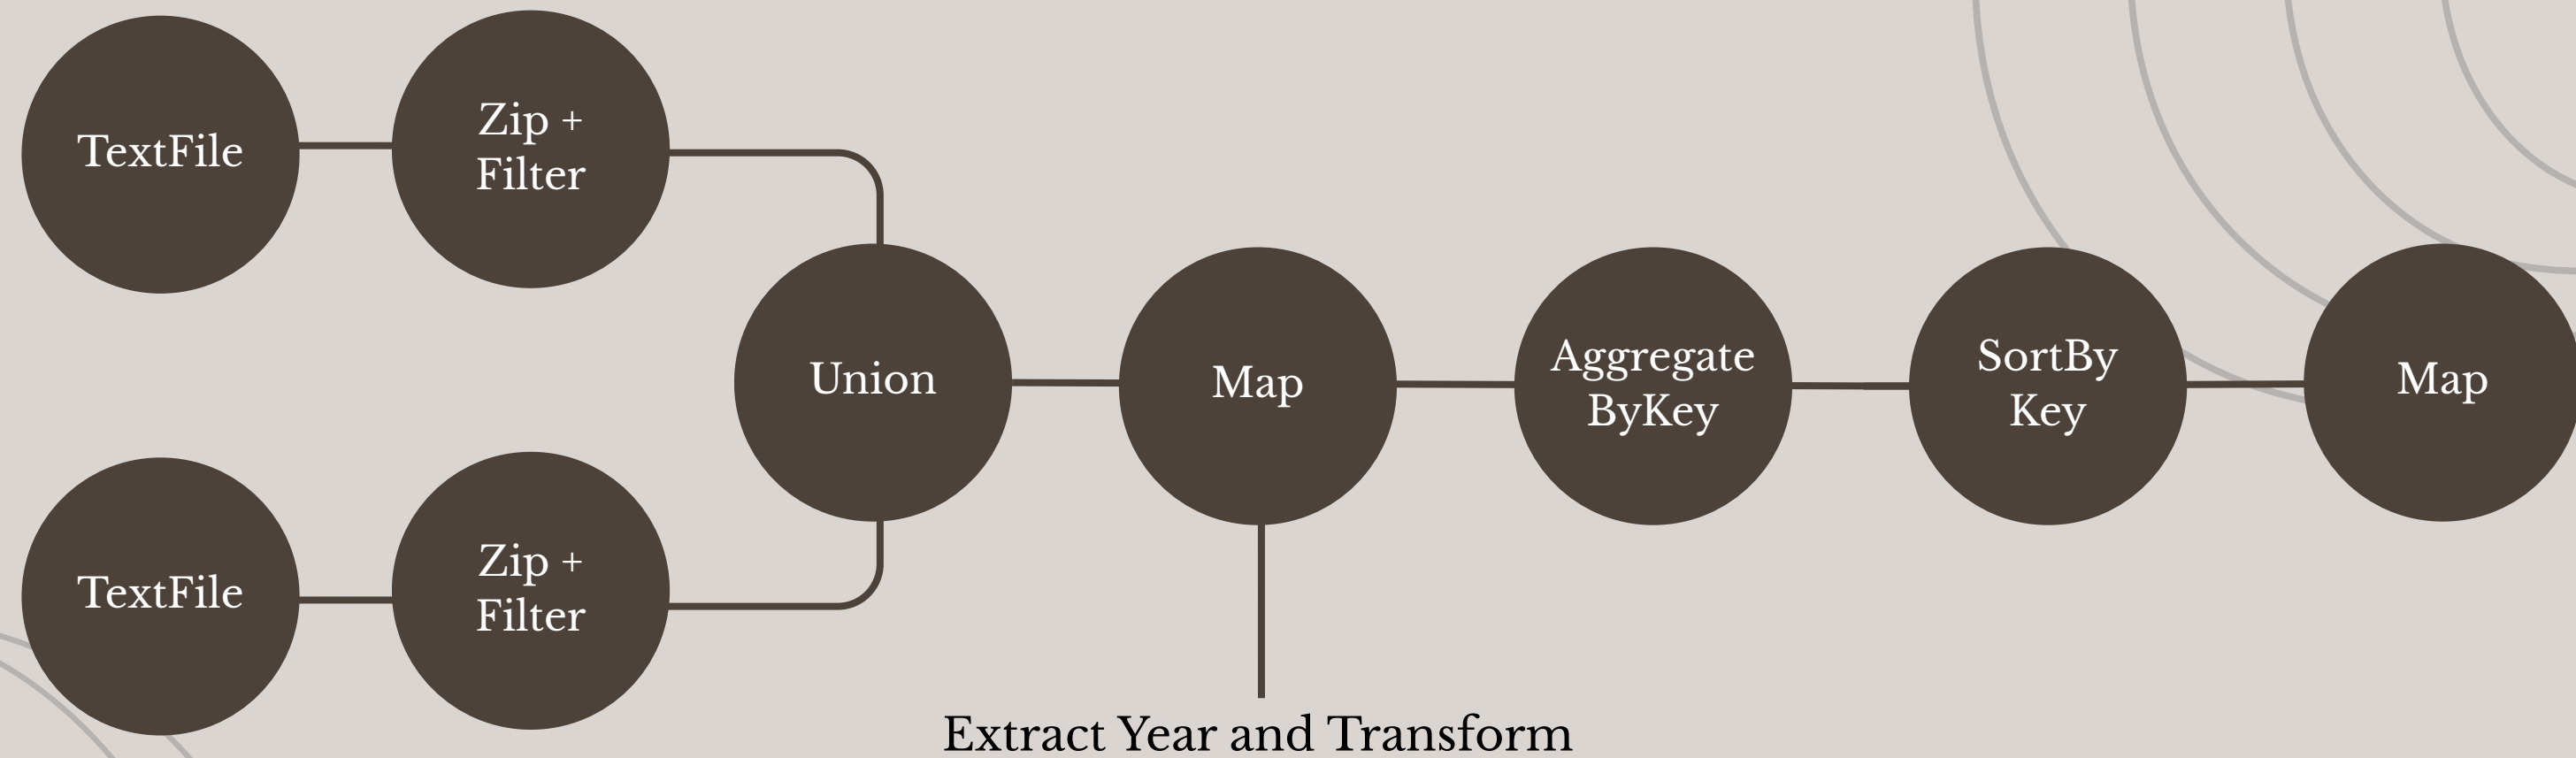 TextFile
Zip +
Filter
TextFile
Zip +
Filter
Union
Map
Aggregate
ByKey
SortBy
Key
Map
Extract Year and Transform